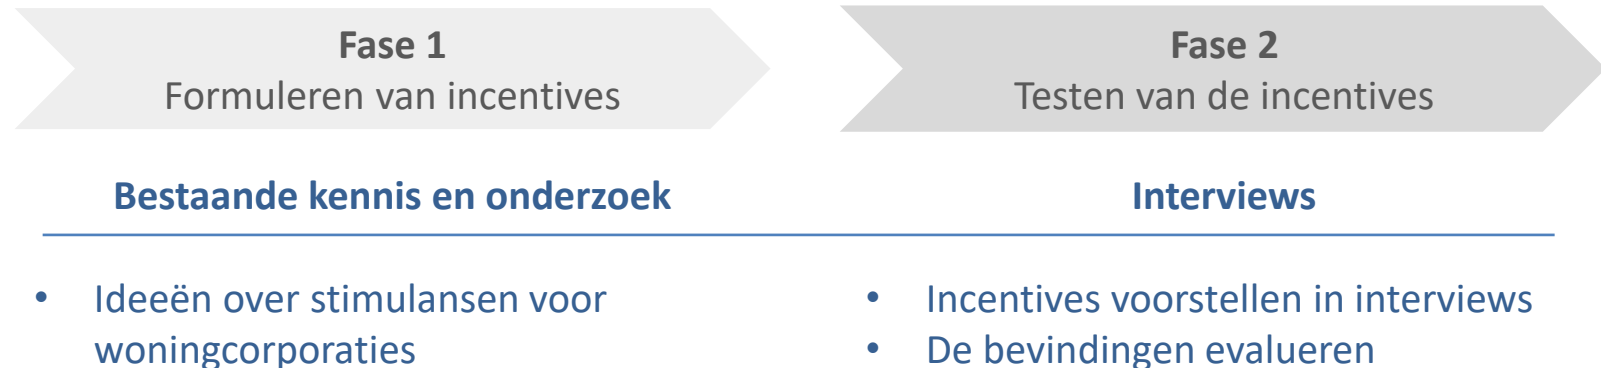 Fase 1
Formuleren van incentives
Fase 2
Testen van de incentives
Bestaande kennis en onderzoek
Interviews
• Ideeën over stimulansen voor
woningcorporaties
• Incentives voorstellen in interviews
• De bevindingen evalueren